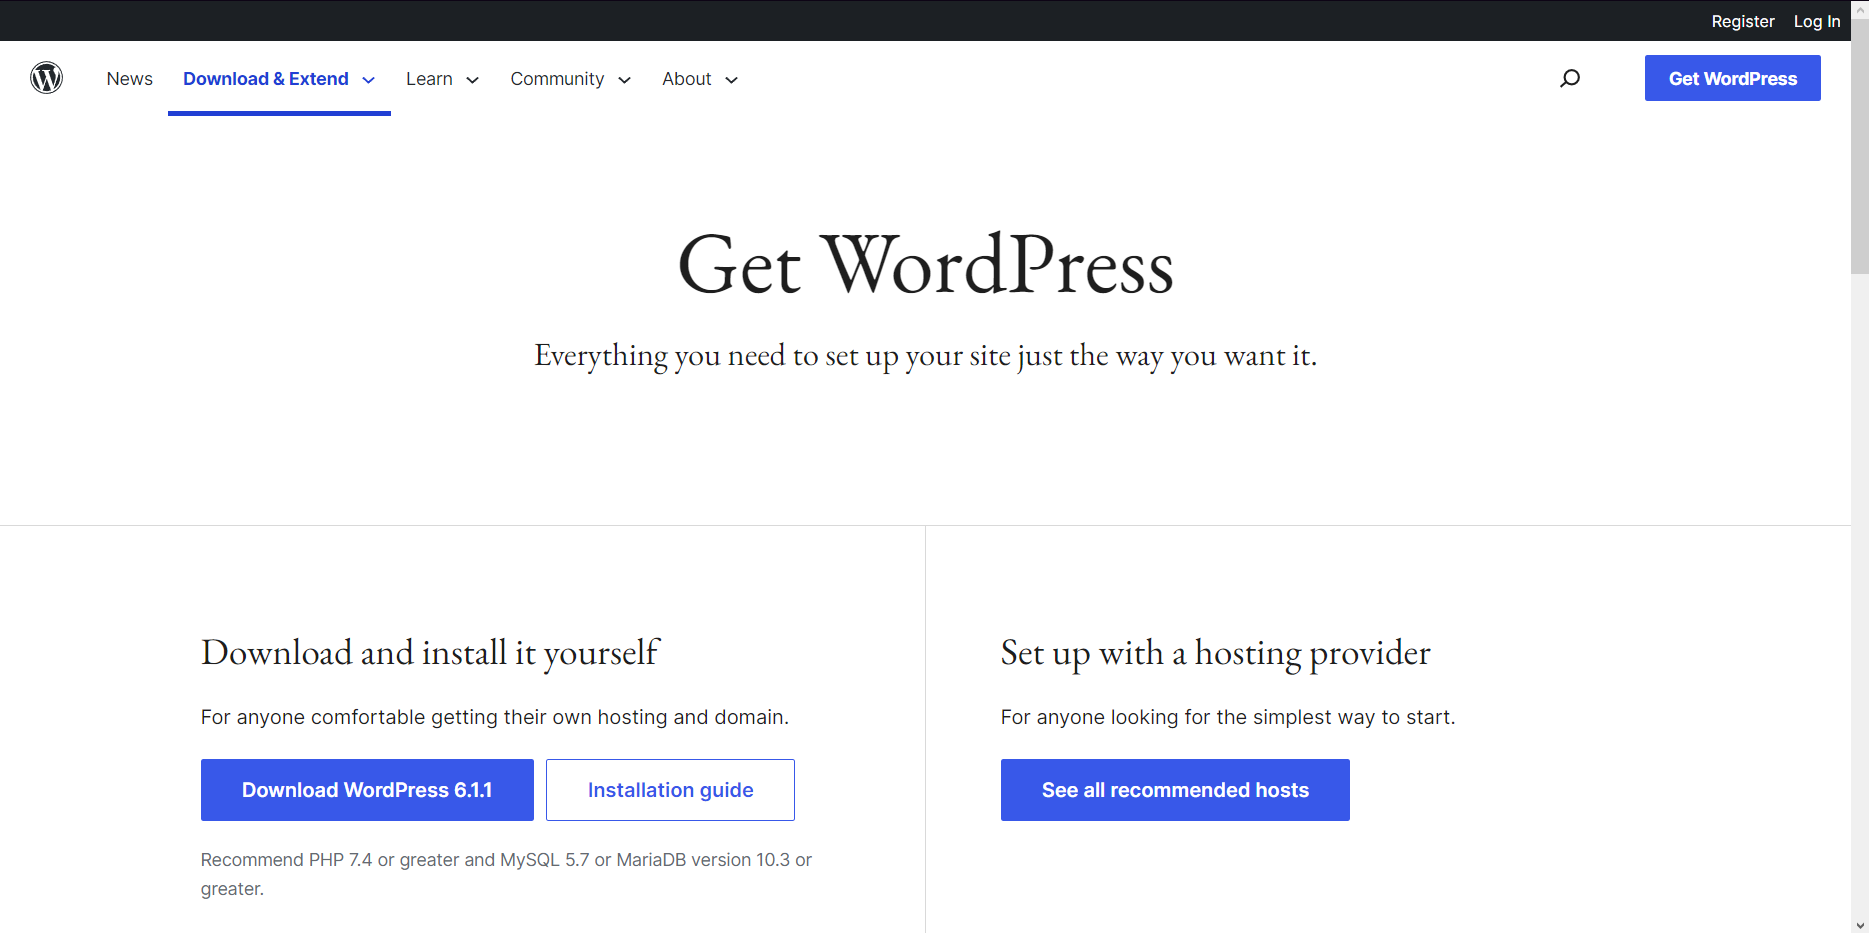 Register Log In
News Download & Extend Learn Community About Get WordPress
Get WordPress
Everything you need to set up your site just the way you want it.
Download and install it yourself
For anyone comfortable getting their own hosting and domain.
Download WordPress 6.1.1 Installation guide
Recommend PHP 7.4 or greater and MySQL 5.7 or MariaDB version 10.3 or
greater.
Set up with a hosting provider
For anyone looking for the simplest way to start.
See all recommended hosts